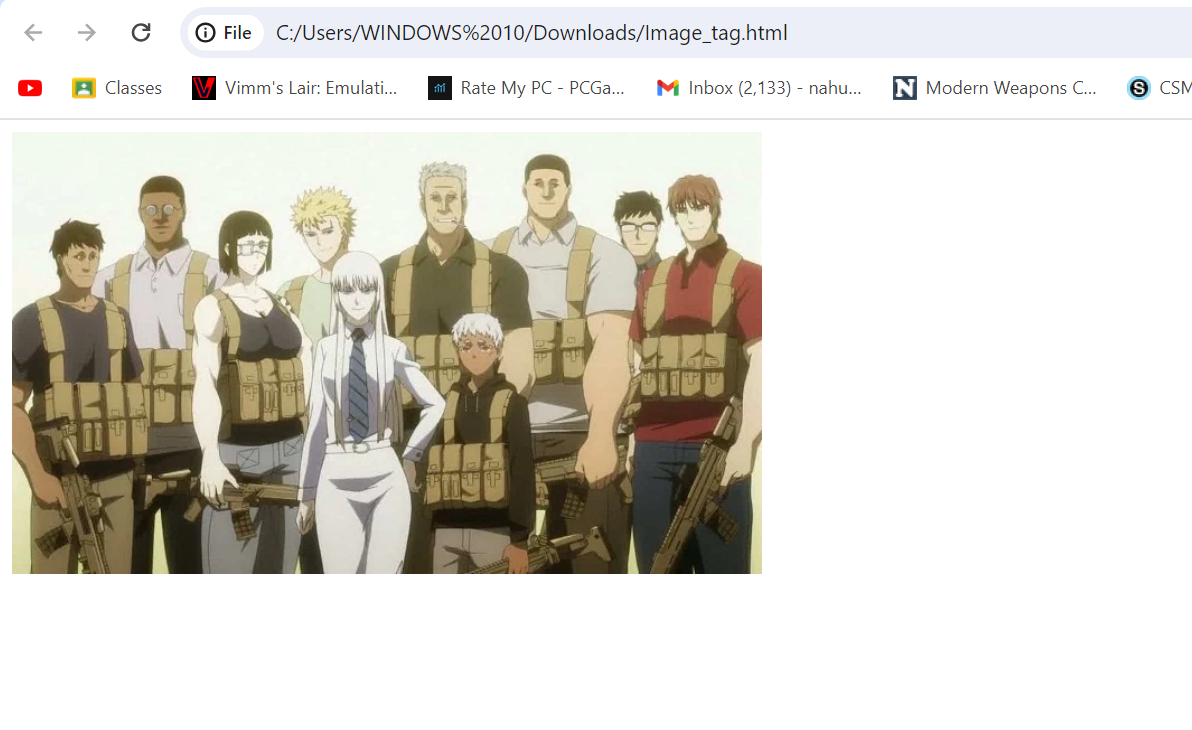 File C:/Users/WINDOWS%2010/Downloads/Image_tag.html
Classes Vimm's Lair: Emulati... Rate My PC - PCGa... Inbox (2,133) - nahu... Modern Weapons C... CSM